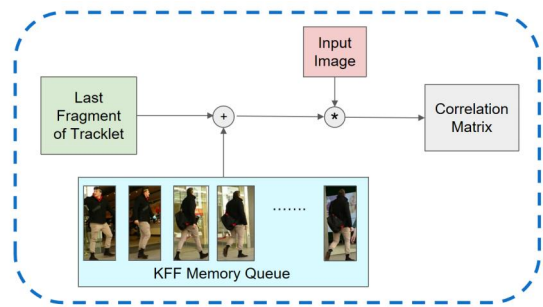 Input
Image
Last
Fragment
of Tracklet
+
*
Correlation
Matrix
.......
KFF Memory Queue